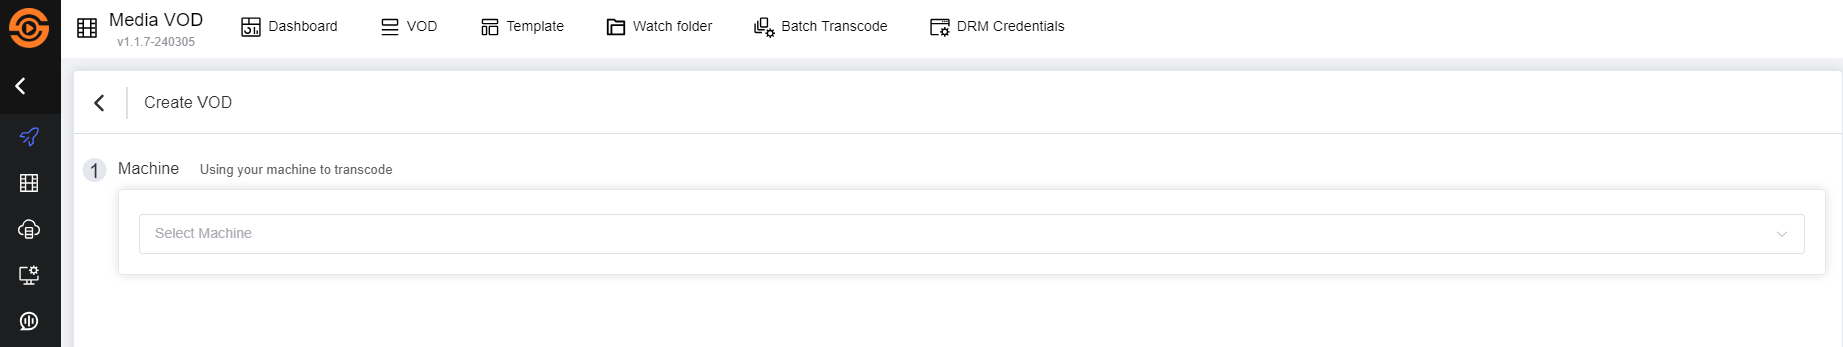 Media VOD
v1.1.7-240305
Dashboard
VOD
Template
Watch folder
Batch Transcode
DRM Credentials
Create VOD
1 Machine Using your machine to transcode
Select Machine